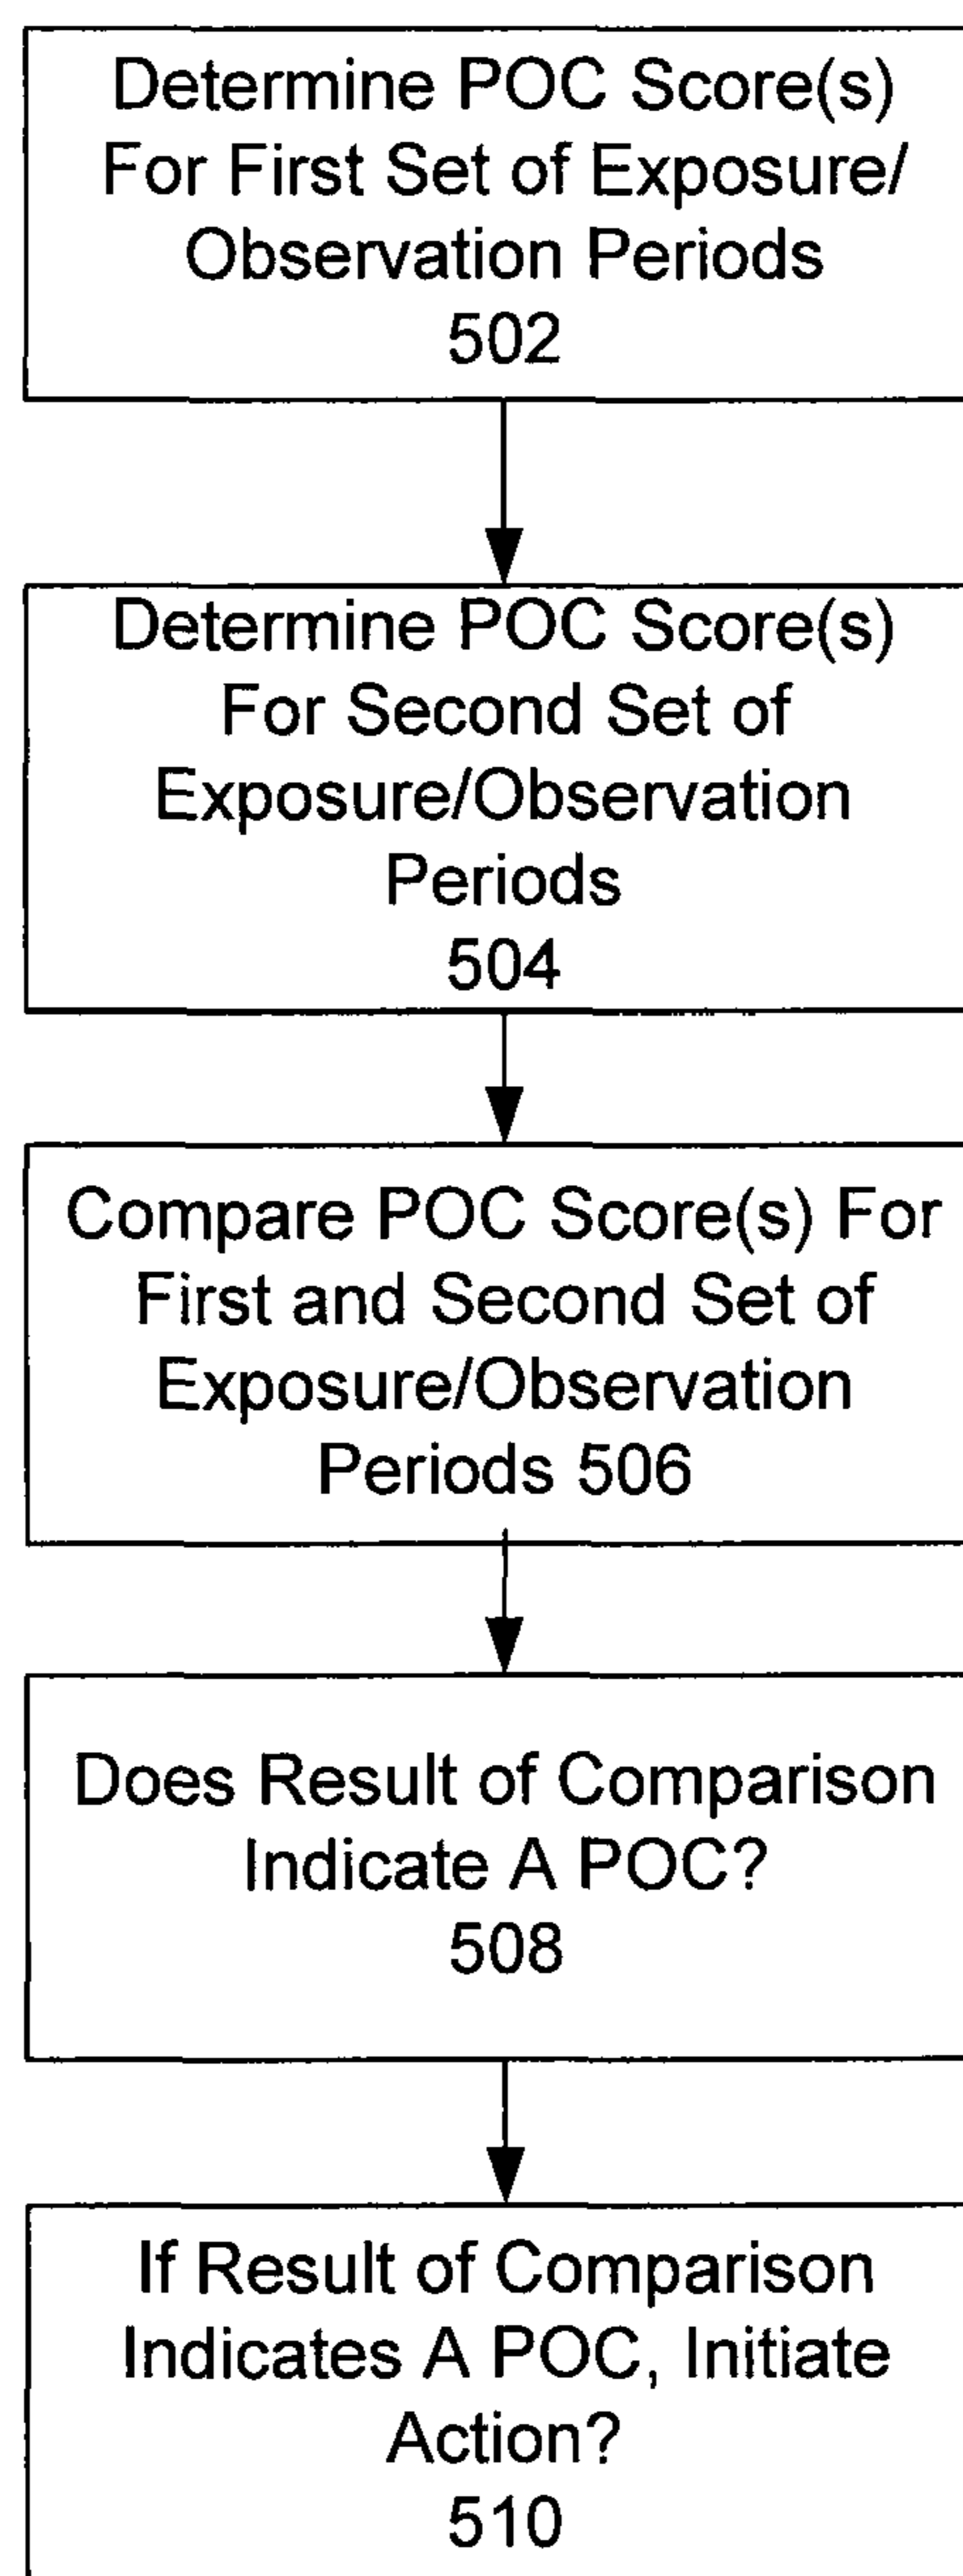 Determine POC Score(s)
For First Set of Exposure/
Observation Periods
502
Determine POC Score(s)
For Second Set of
Exposure/Observation
Periods
504
Compare POC Score(s) For
First and Second Set of
Exposure/Observation
Periods 506
Does Result of Comparison
Indicate A POC?
508
If Result of Comparison
Indicates A POC, Initiate
Action?
510